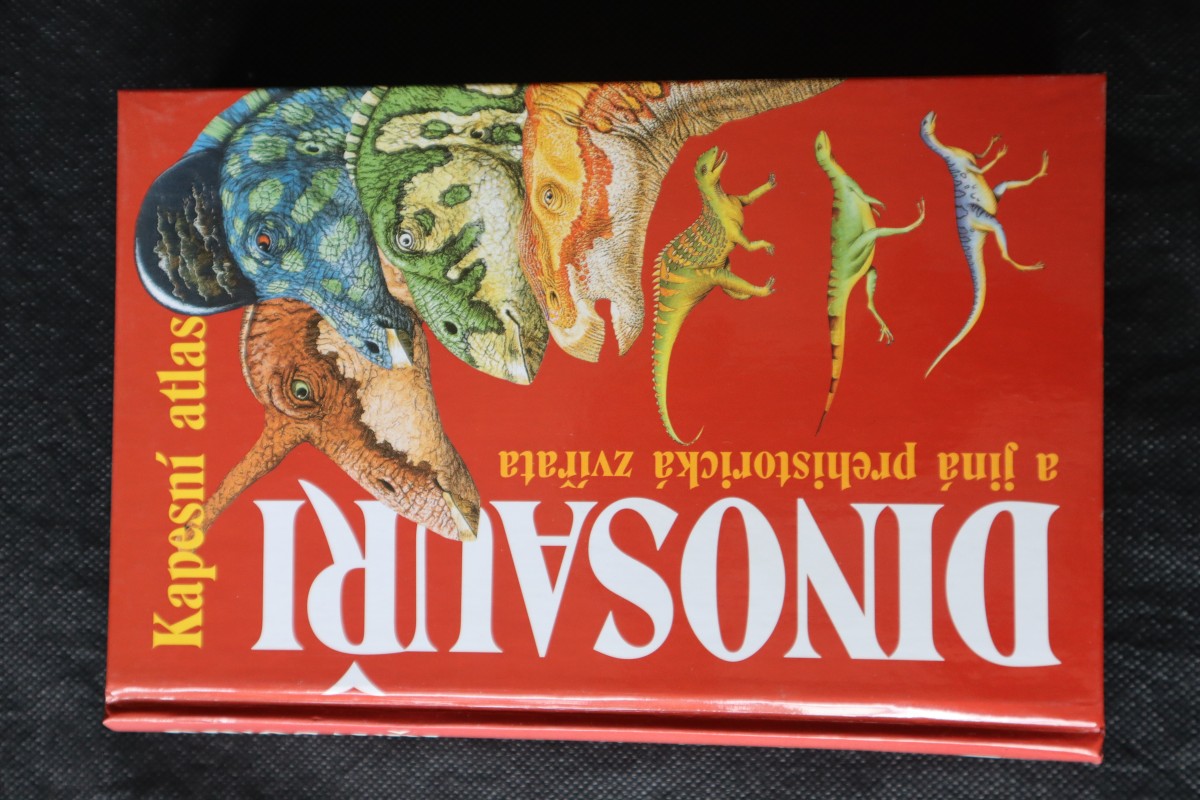 DINOSAUŘI
a jiná prehistorická zvířata
Kapesní atlas